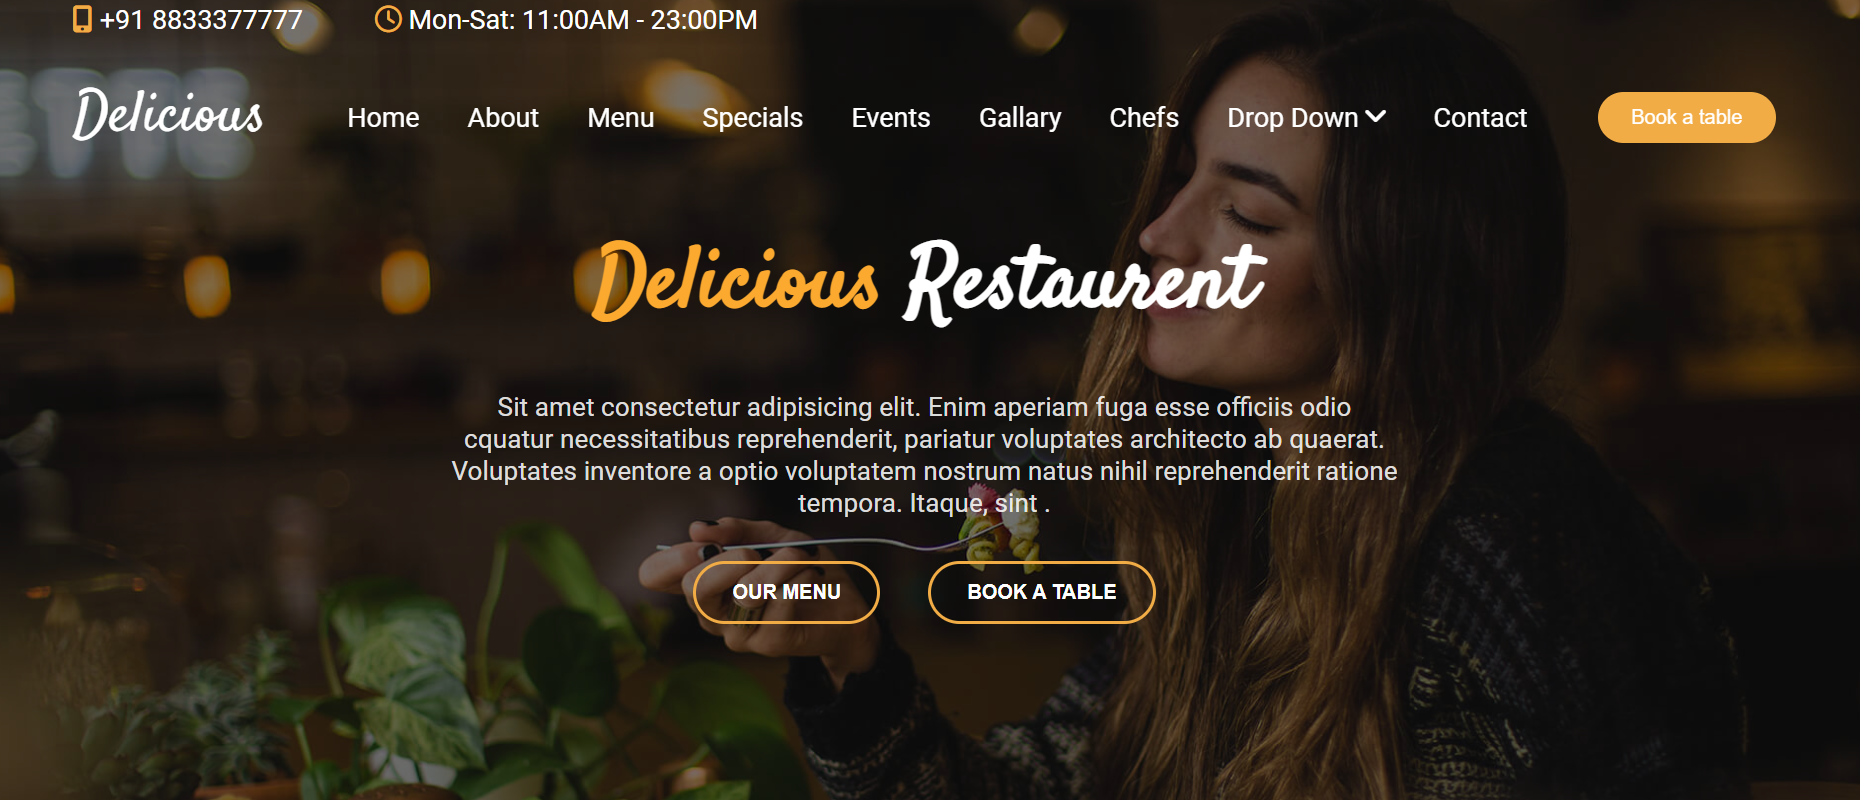 +91 8833377777 Mon-Sat: 11:00AM - 23:00PM
Delicious Home About Menu Specials Events Gallary Chefs Drop Down Contact Book a table
Delicious Restaurent
Sit amet consectetur adipisicing elit. Enim aperiam fuga esse officiis odio
cquatur necessitatibus reprehenderit, pariatur voluptates architecto ab quaerat.
Voluptates inventore a optio voluptatem nostrum natus nihil reprehenderit ratione
tempora. Itaque, sint .
OUR MENU BOOK A TABLE